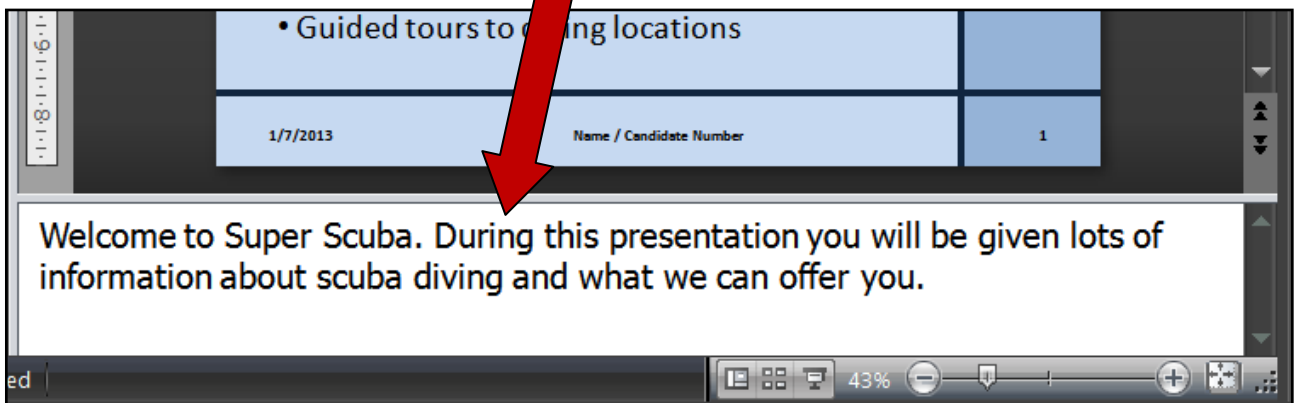 • Guided tours to ing locations
1/7/2013 Name / Candidate Number 1
Welcome to Super Scuba. During this presentation you will be given lots of
information about scuba diving and what we can offer you.
ed 43%